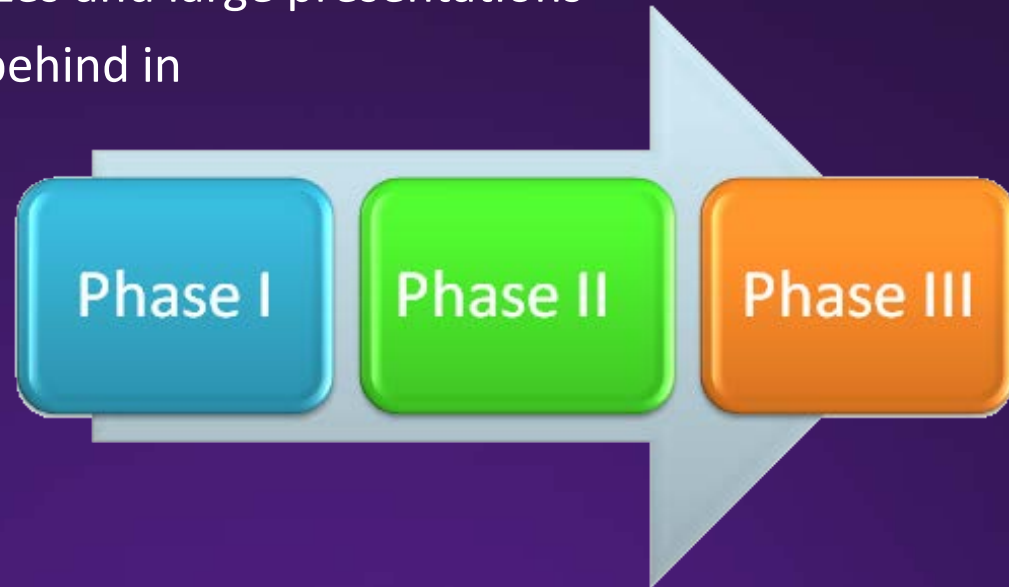 and large presentations
behind in
Phase I
Phase II
Phase III